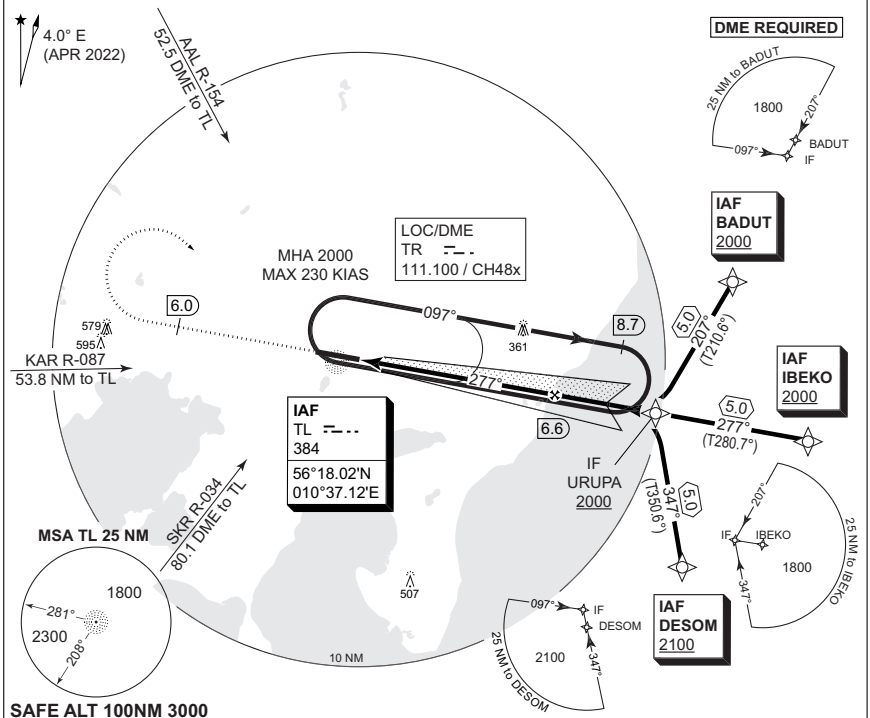 4.0° E
(APR 2022)
AAL R-154
52.5 DME to TL
DME REQUIRED
25 NM to BADUT
1800
207°
097°
BADUT
IF
IAF
BADUT
2000
LOC/DME
TR
111.100 / CH48x
MHA 2000
MAX 230 KIAS
6.0
097°
8.7
361
579
595
KAR R-087
53.8 NM to TL
5.0
207°
(T210.6°)
IAF
IBEKO
2000
277°
5.0
277°
(T280.7°)
6.6
IAF
TL
384
56°18.02'N
010°37.12'E
IF
URUPA
2000
5.0
347°
(T350.6°)
SKR R-034
80.1 DME to TL
207°
IF
IBEKO
1800
347°
25 NM to IBEKO
MSA TL 25 NM
1800
281°
2300
208°
507
10 NM
097°
IF
DESOM
2100
347°
25 NM to DESOM
IAF
DESOM
2100
SAFE ALT 100NM 3000